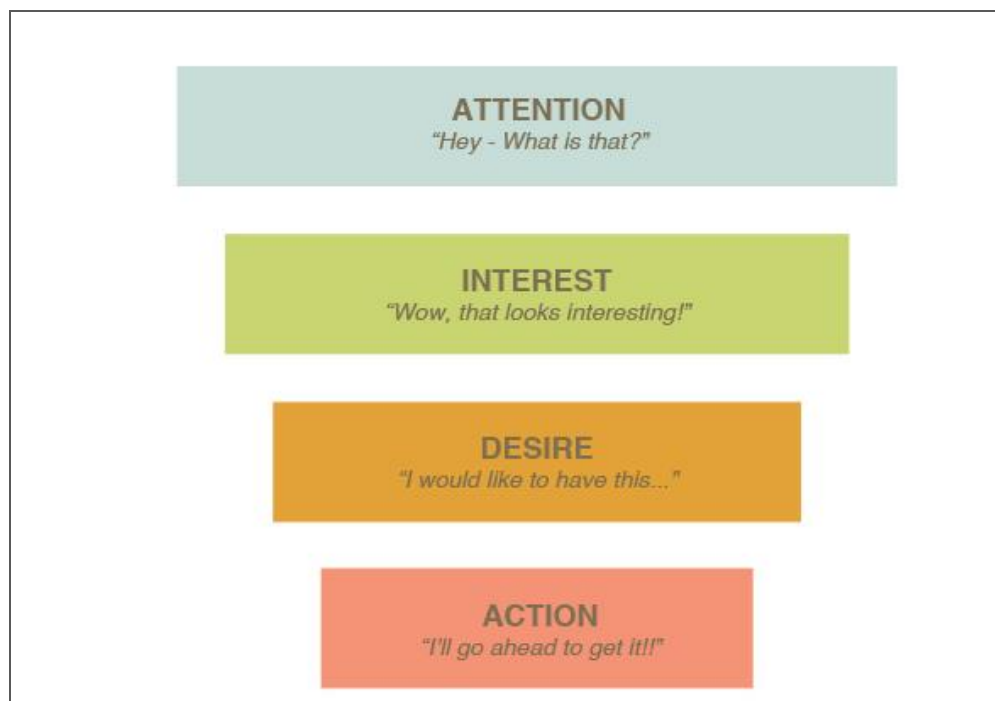 ATTENTION
“Hey - What is that?”
INTEREST
“Wow, that looks interesting!”
DESIRE
“I would like to have this...”
ACTION
“I'll go ahead to get it!!”